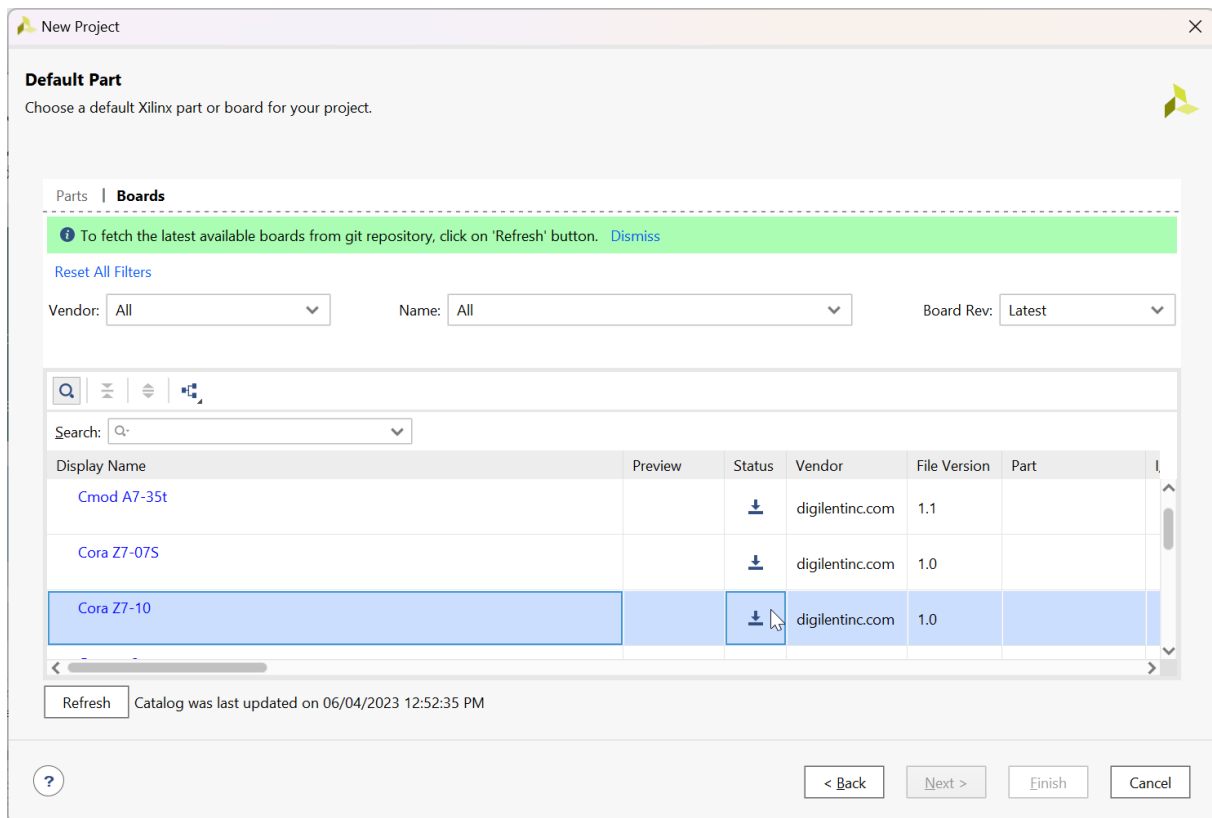 New Project
Default Part
Choose a default Xilinx part or board for your project.
Parts | Boards
To fetch the latest available boards from git repository, click on 'Refresh' button. Dismiss
Reset All Filters
Vendor: All Name: All Board Rev: Latest
Search:
Display Name Preview Status Vendor File Version Part
Cmod A7-35t digilentinc.com 1.1
Cora Z7-07S digilentinc.com 1.0
Cora Z7-10 digilentinc.com 1.0
Refresh Catalog was last updated on 06/04/2023 12:52:35 PM
? < Back Next > Finish Cancel